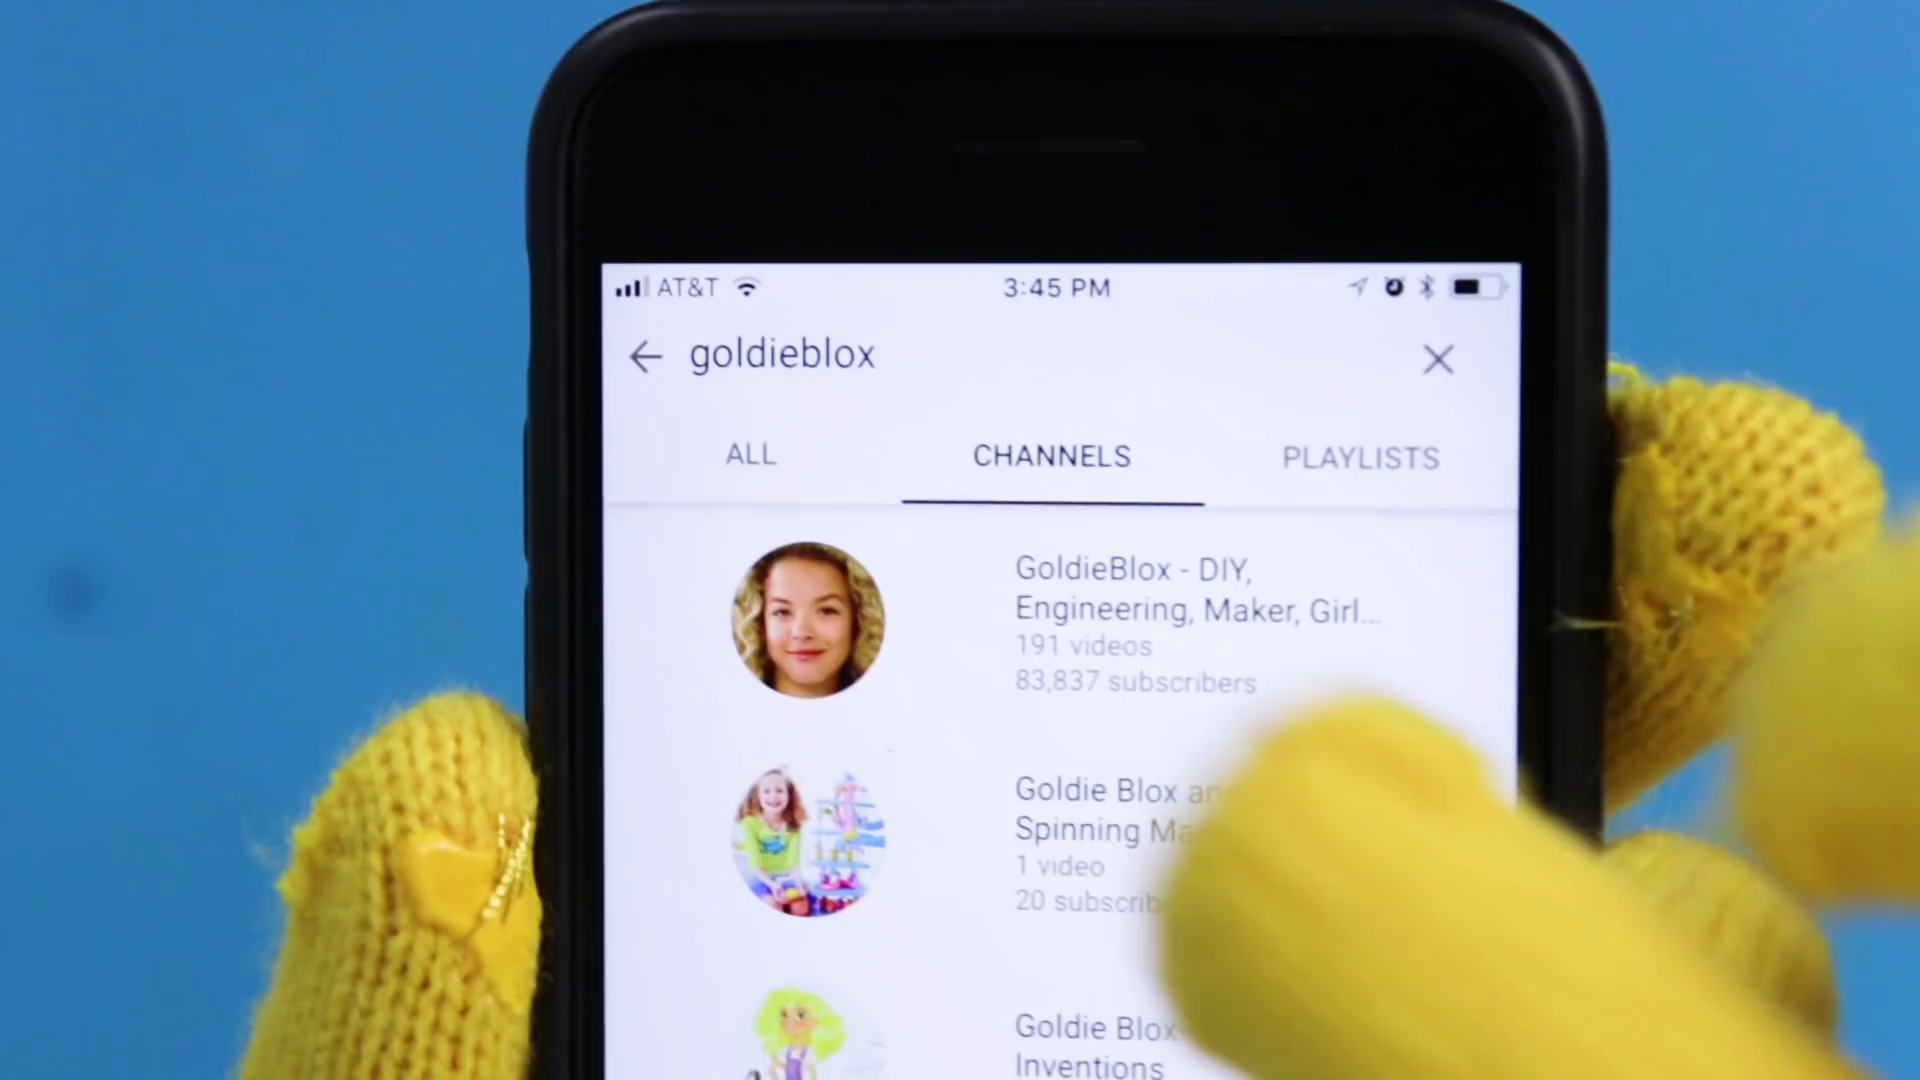 AT&T
3:45 PM
goldieblox
ALL
CHANNELS
PLAYLISTS
GoldieBlox - DIY,
Engineering, Maker, Girl...
191 videos
83,837 subscribers
Goldie Blox
Spinning
1 video
20
Goldie Blox
Inventions